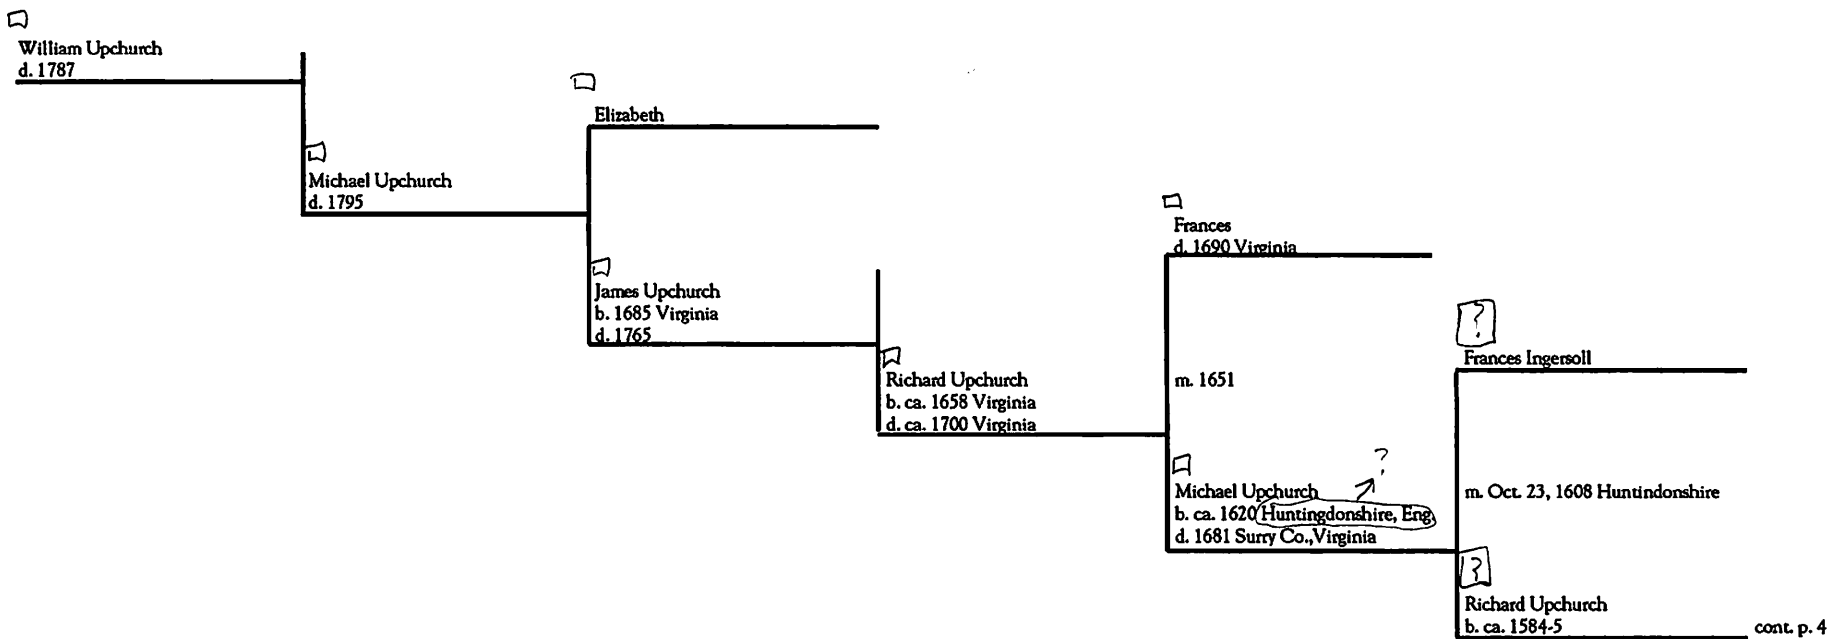 William Upchurch
d. 1787
Elizabeth
Michael Upchurch
d. 1795
Frances
d. 1690 Virginia
James Upchurch
b. 1685 Virginia
d. 1765
?
Frances Ingersoll
Richard Upchurch
b. ca. 1658 Virginia
d. ca. 1700 Virginia
m. 1651
?
Michael Upchurch
b. ca. 1620 Huntingdonshire, Eng.
d. 1681 Surry Co.,Virginia
m. Oct. 23, 1608 Huntindonshire
?
Richard Upchurch
b. ca. 1584-5
cont. p. 4